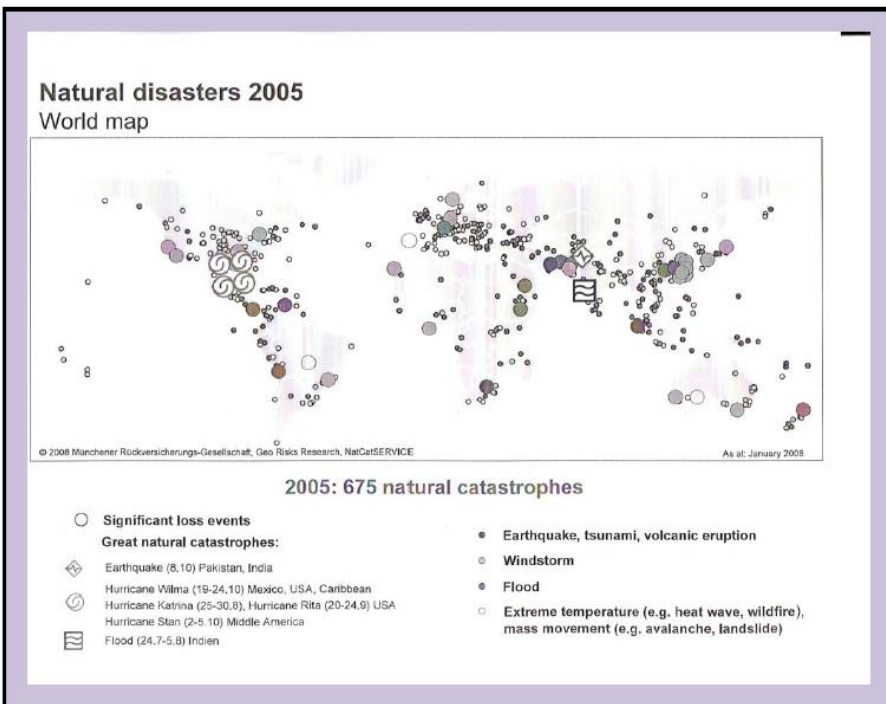 Natural disasters 2005
World map
© 2008 Münchener Rückversicherungs-Gesellschaft, Geo Risks Research, NatCatSERVICE
As at: January 2008
2005: 675 natural catastrophes
Significant loss events
Great natural catastrophes:
Earthquake (8.10) Pakistan, India
Hurricane Wilma (19-24.10) Mexico, USA, Caribbean
Hurricane Katrina (25-30.8), Hurricane Rita (20-24.9) USA
Hurricane Stan (2-5.10) Middle America
Flood (24.7-5.8) Indien
Earthquake, tsunami, volcanic eruption
Windstorm
Flood
Extreme temperature (e.g. heat wave, wildfire),
mass movement (e.g. avalanche, landslide)